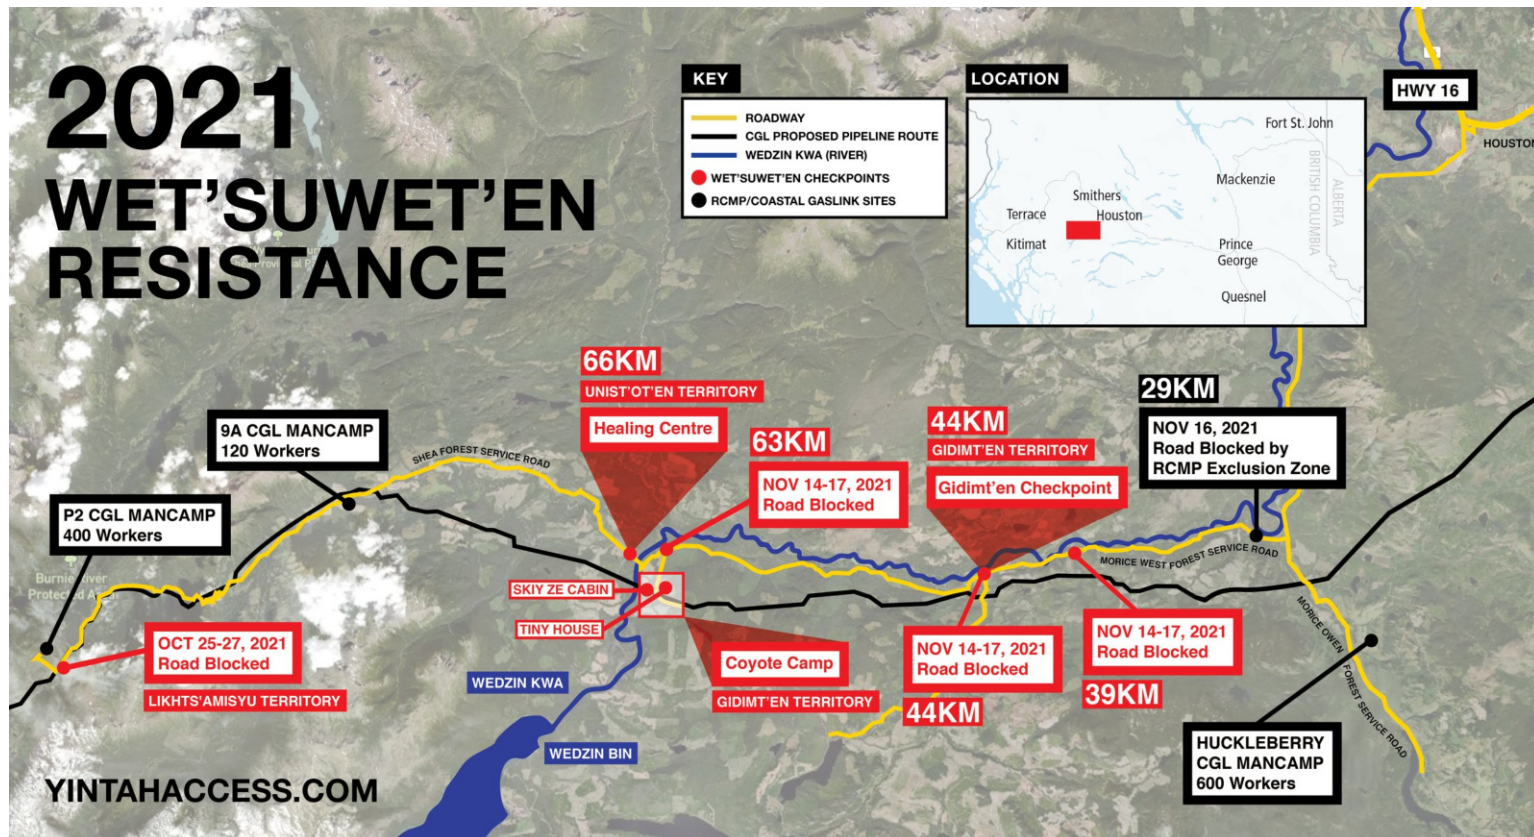 2021
WET'SUWET'EN
RESISTANCE
KEY
ROADWAY
CGL PROPOSED PIPELINE ROUTE
WEDZIN KWA (RIVER)
WET'SUWET'EN CHECKPOINTS
RCMP/COASTAL GASLINK SITES
LOCATION
Fort St. John
BRITISH COLUMBIA
ALBERTA
Mackenzie
Smithers
Terrace
Houston
Kitimat
Prince
George
Quesnel
HWY 16
HOUSTON
66KM
UNIST'OT'EN TERRITORY
Healing Centre
63KM
NOV 14-17, 2021
Road Blocked
44KM
GIDIMT'EN TERRITORY
Gidimt'en Checkpoint
29KM
NOV 16, 2021
Road Blocked by
RCMP Exclusion Zone
9A CGL MANCAMP
120 Workers
SHEA FOREST SERVICE ROAD
P2 CGL MANCAMP
400 Workers
Burnie River
Protected Area
MORICE WEST FOREST SERVICE ROAD
SKIY ZE CABIN
TINY HOUSE
OCT 25-27, 2021
Road Blocked
LIKHTS'AMISYU TERRITORY
Coyote Camp
GIDIMT'EN TERRITORY
NOV 14-17, 2021
Road Blocked
44KM
NOV 14-17, 2021
Road Blocked
39KM
MORICE OWEN FOREST SERVICE ROAD
WEDZIN KWA
WEDZIN BIN
HUCKLEBERRY
CGL MANCAMP
600 Workers
YINTAHACCESS.COM